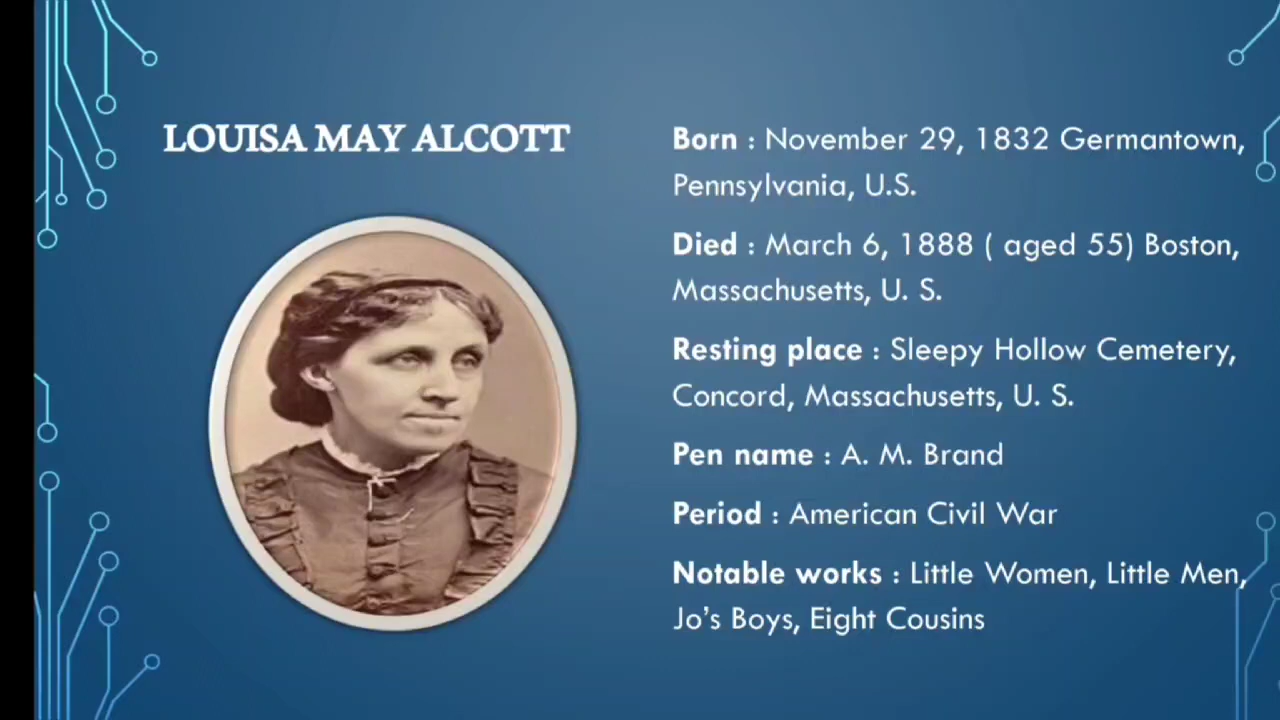 LOUISA MAY ALCOTT
Born : November 29, 1832 Germantown,
Pennsylvania, U.S.
Died : March 6, 1888 ( aged 55) Boston,
Massachusetts, U. S.
Resting place : Sleepy Hollow Cemetery,
Concord, Massachusetts, U. S.
Pen name : A. M. Brand
Period : American Civil War
Notable works : Little Women, Little Men,
Jo's Boys, Eight Cousins